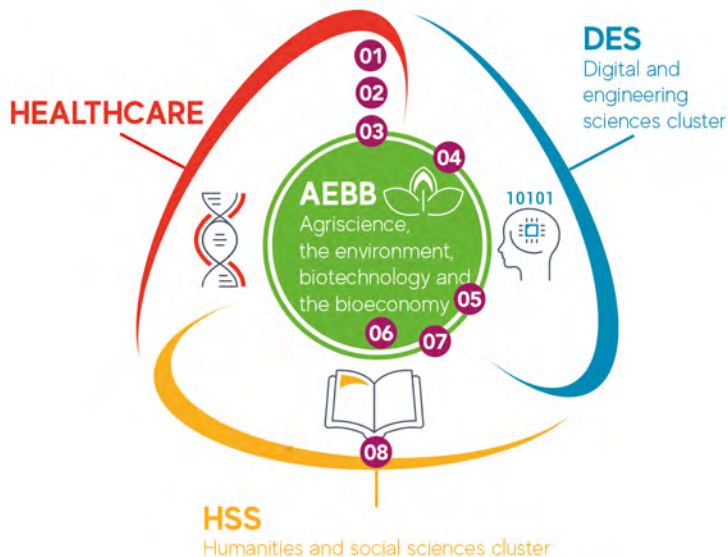 01
02
03
04
HEALTHCARE
DES
Digital and
engineering
sciences cluster
10101
AEBB
Agriscience,
the environment,
biotechnology and
the bioeconomy
05
06
07
08
HSS
Humanities and social sciences cluster